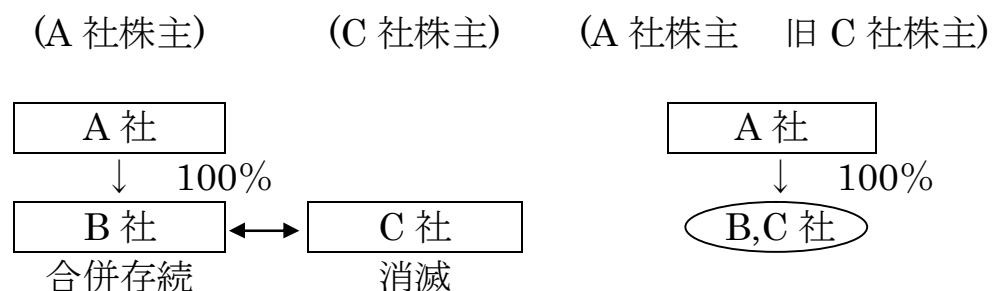 (A 社株主) (C 社株主) (A 社株主 旧 C 社株主)
A 社 A 社
↓ 100% ↓ 100%
B 社 ↔ C 社 B,C 社
合併存続 消滅